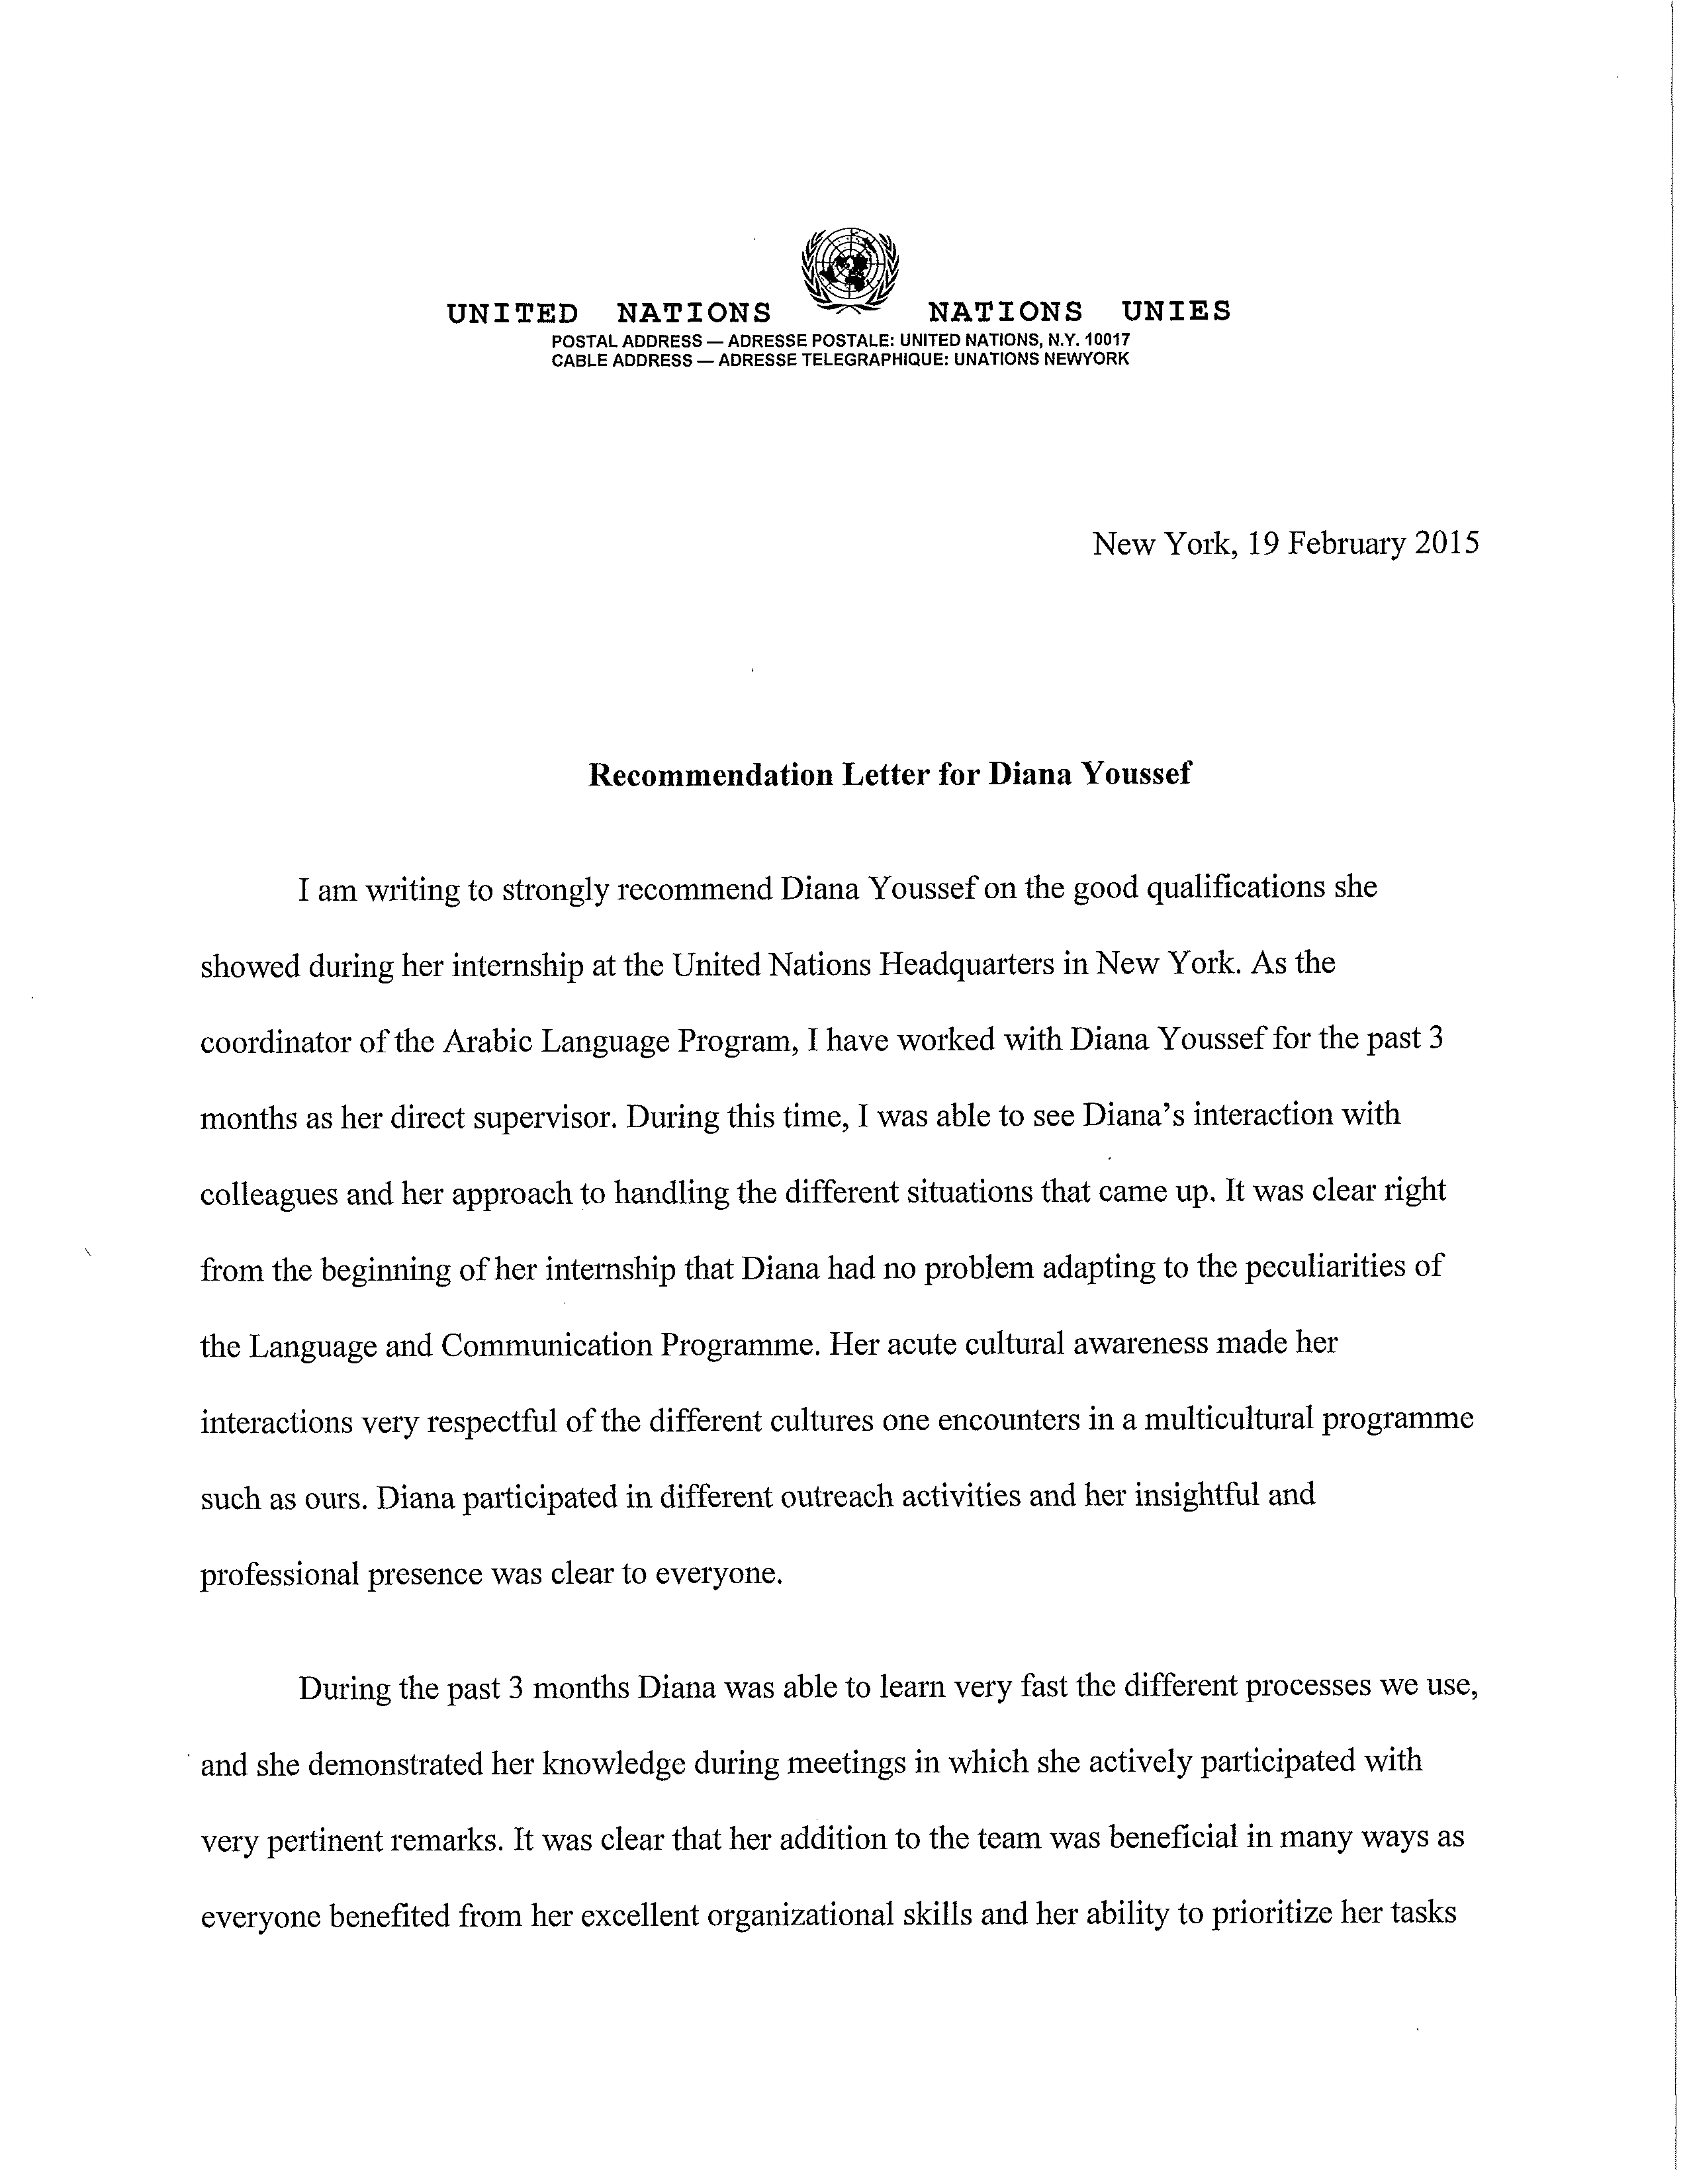 UNITED NATIONS NATIONS UNIES
POSTAL ADDRESS — ADRESSE POSTALE: UNITED NATIONS, N.Y. 10017
CABLE ADDRESS — ADRESSE TELEGRAPHIQUE: UNATIONS NEWYORK
New York, 19 February 2015
Recommendation Letter for Diana Youssef
I am writing to strongly recommend Diana Youssef on the good qualifications she
showed during her internship at the United Nations Headquarters in New York. As the
coordinator of the Arabic Language Program, I have worked with Diana Youssef for the past 3
months as her direct supervisor. During this time, I was able to see Diana’s interaction with
colleagues and her approach to handling the different situations that came up. It was clear right
from the beginning of her internship that Diana had no problem adapting to the peculiarities of
the Language and Communication Programme. Her acute cultural awareness made her
interactions very respectful of the different cultures one encounters in a multicultural programme
such as ours. Diana participated in different outreach activities and her insightful and
professional presence was clear to everyone.
During the past 3 months Diana was able to learn very fast the different processes we use,
and she demonstrated her knowledge during meetings in which she actively participated with
very pertinent remarks. It was clear that her addition to the team was beneficial in many ways as
everyone benefited from her excellent organizational skills and her ability to prioritize her tasks